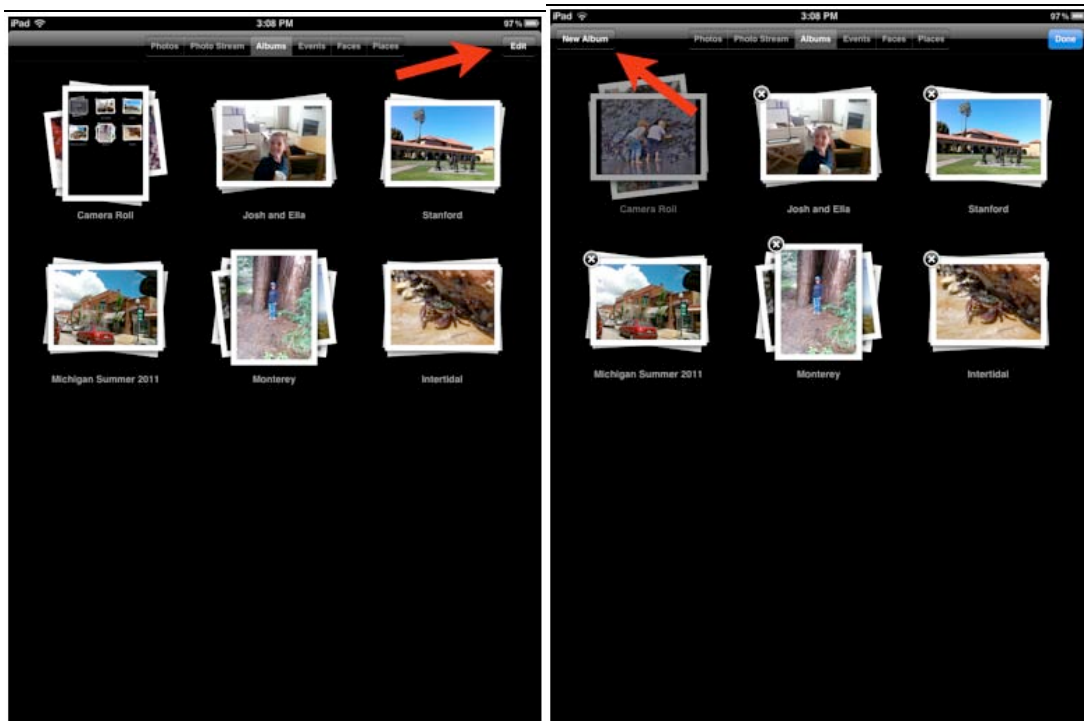 iPad 3:08 PM 97%
Photos Photo Stream Albums Events Faces Places Edit
Camera Roll Josh and Ella Stanford
Michigan Summer 2011 Monterey Intertidal
iPad 3:08 PM 97%
New Album Photos Photo Stream Albums Events Faces Places Done
Camera Roll Josh and Ella Stanford
Michigan Summer 2011 Monterey Intertidal